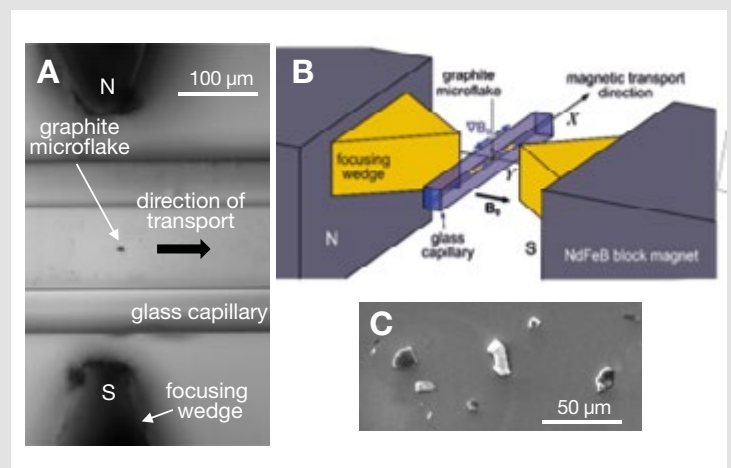 A
N
100 µm
graphite
microflake
direction of
transport
glass capillary
S
focusing
wedge
B
graphite
microflake
magnetic transport
direction
X
∇B
focusing
wedge
Y
B₀
N
glass
capillary
S
NdFeB block magnet
C
50 µm